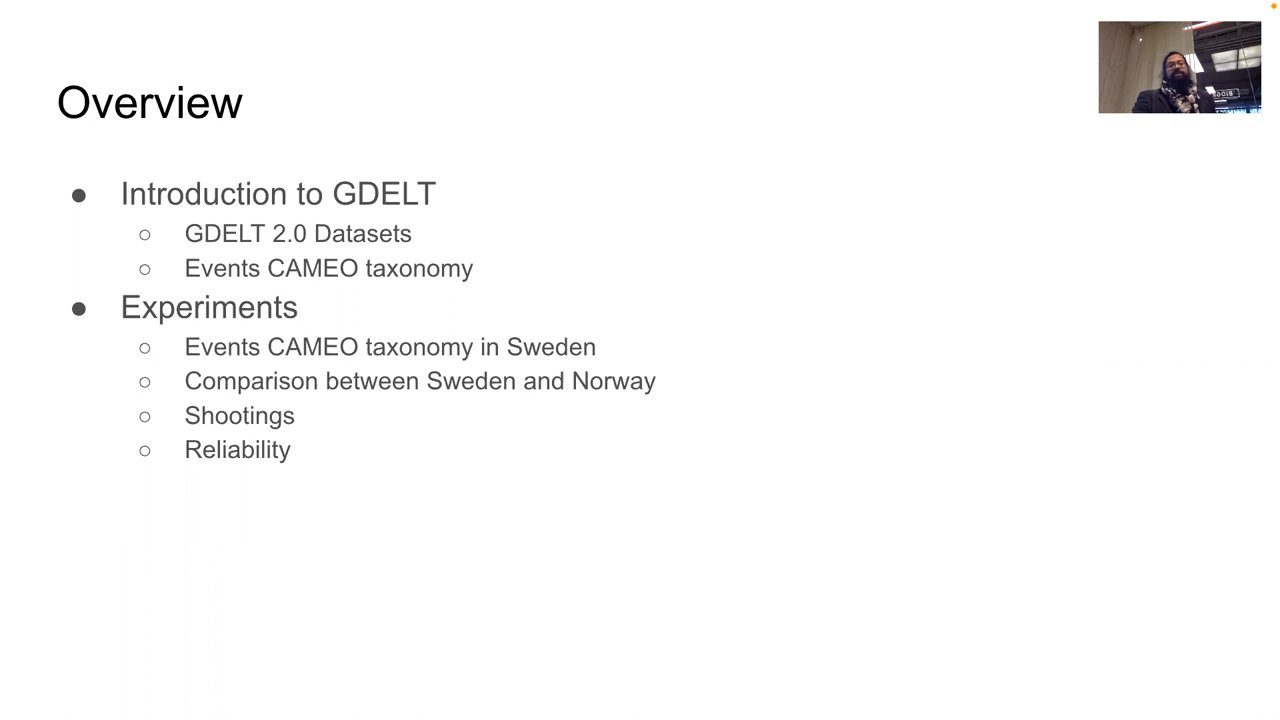 Overview
● Introduction to GDELT
○ GDELT 2.0 Datasets
○ Events CAMEO taxonomy
● Experiments
○ Events CAMEO taxonomy in Sweden
○ Comparison between Sweden and Norway
○ Shootings
○ Reliability